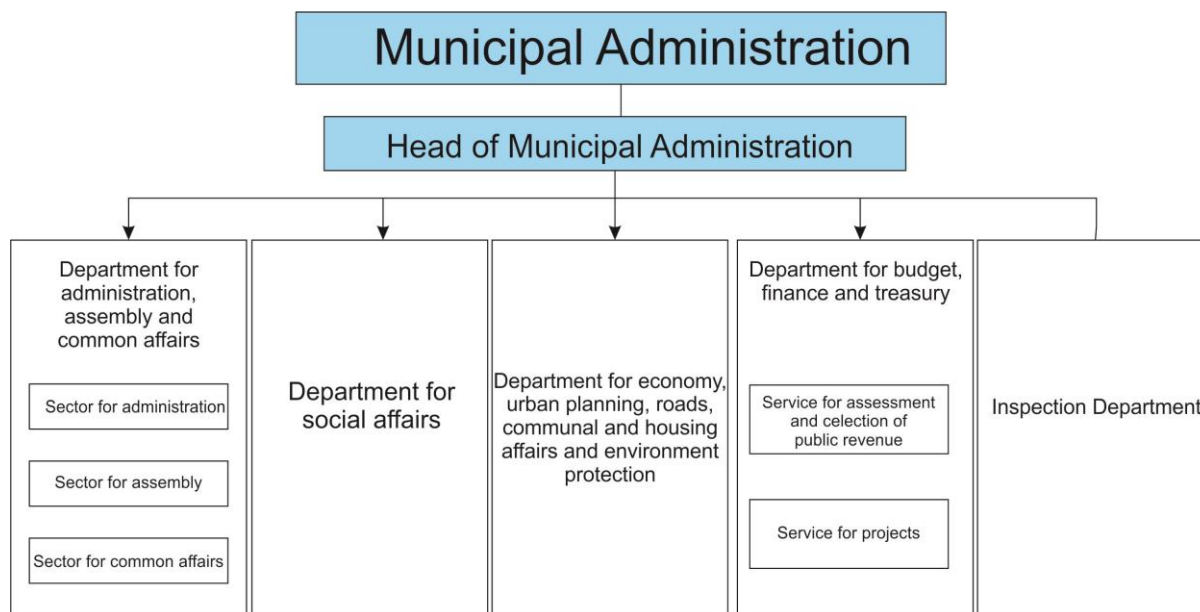 Municipal Administration
Head of Municipal Administration
Department for
administration,
assembly and
common affairs
Sector for administration
Sector for assembly
Sector for common affairs
Department for
social affairs
Department for economy,
urban planning, roads,
communal and housing
affairs and environment
protection
Department for budget,
finance and treasury
Service for assessment
and celection of
public revenue
Service for projects
Inspection Department